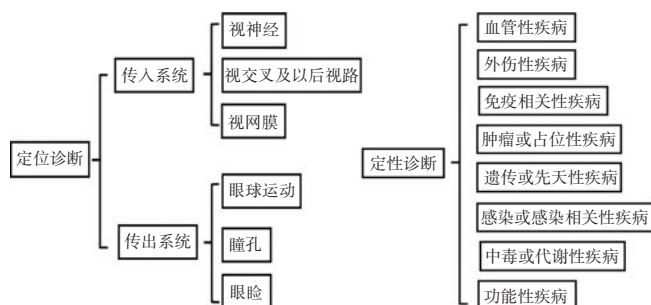 定位诊断
传入系统
视神经
视交叉及以后视路
视网膜
传出系统
眼球运动
瞳孔
眼睑
定性诊断
血管性疾病
外伤性疾病
免疫相关性疾病
肿瘤或占位性疾病
遗传或先天性疾病
感染或感染相关性疾病
中毒或代谢性疾病
功能性疾病